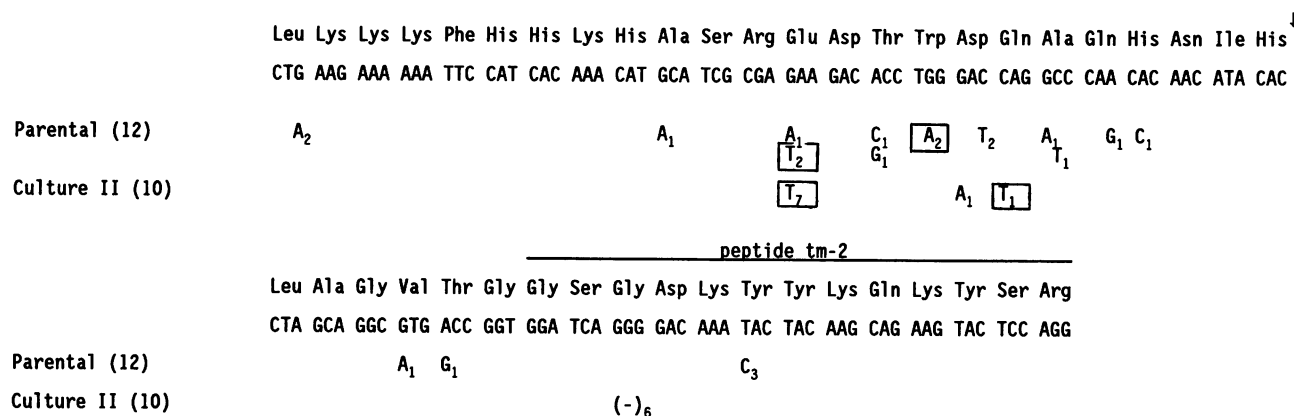 Leu Lys Lys Lys Phe His His Lys His Ala Ser Arg Glu Asp Thr Trp Asp Gln Ala Gln His Asn Ile His↓
CTG AAG AAA AAA TTC CAT CAC AAA CAT GCA TCG CGA GAA GAC ACC TGG GAC CAG GCC CAA CAC AAC ATA CAC
Parental (12) A₂ A₁ A₁ C₁ A₂ T₂ A₁ G₁ C₁
T₂ G₁ T₁
Culture II (10) T₇ A₁ T₁
peptide tm-2
Leu Ala Gly Val Thr Gly Gly Ser Gly Asp Lys Tyr Tyr Lys Gln Lys Tyr Ser Arg
CTA GCA GGC GTG ACC GGT GGA TCA GGG GAC AAA TAC TAC AAG CAG AAG TAC TCC AGG
Parental (12) A₁ G₁ C₃
Culture II (10) (-)₆